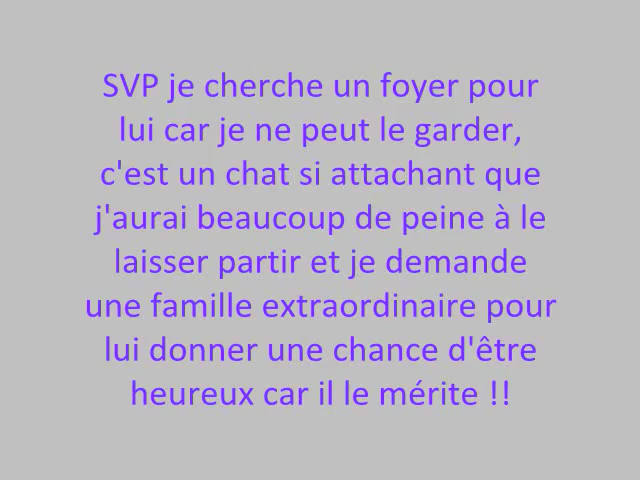 SVP je cherche un foyer pour
lui car je ne peut le garder,
c'est un chat si attachant que
j'aurai beaucoup de peine à le
laisser partir et je demande
une famille extraordinaire pour
lui donner une chance d'être
heureux car il le mérite !!